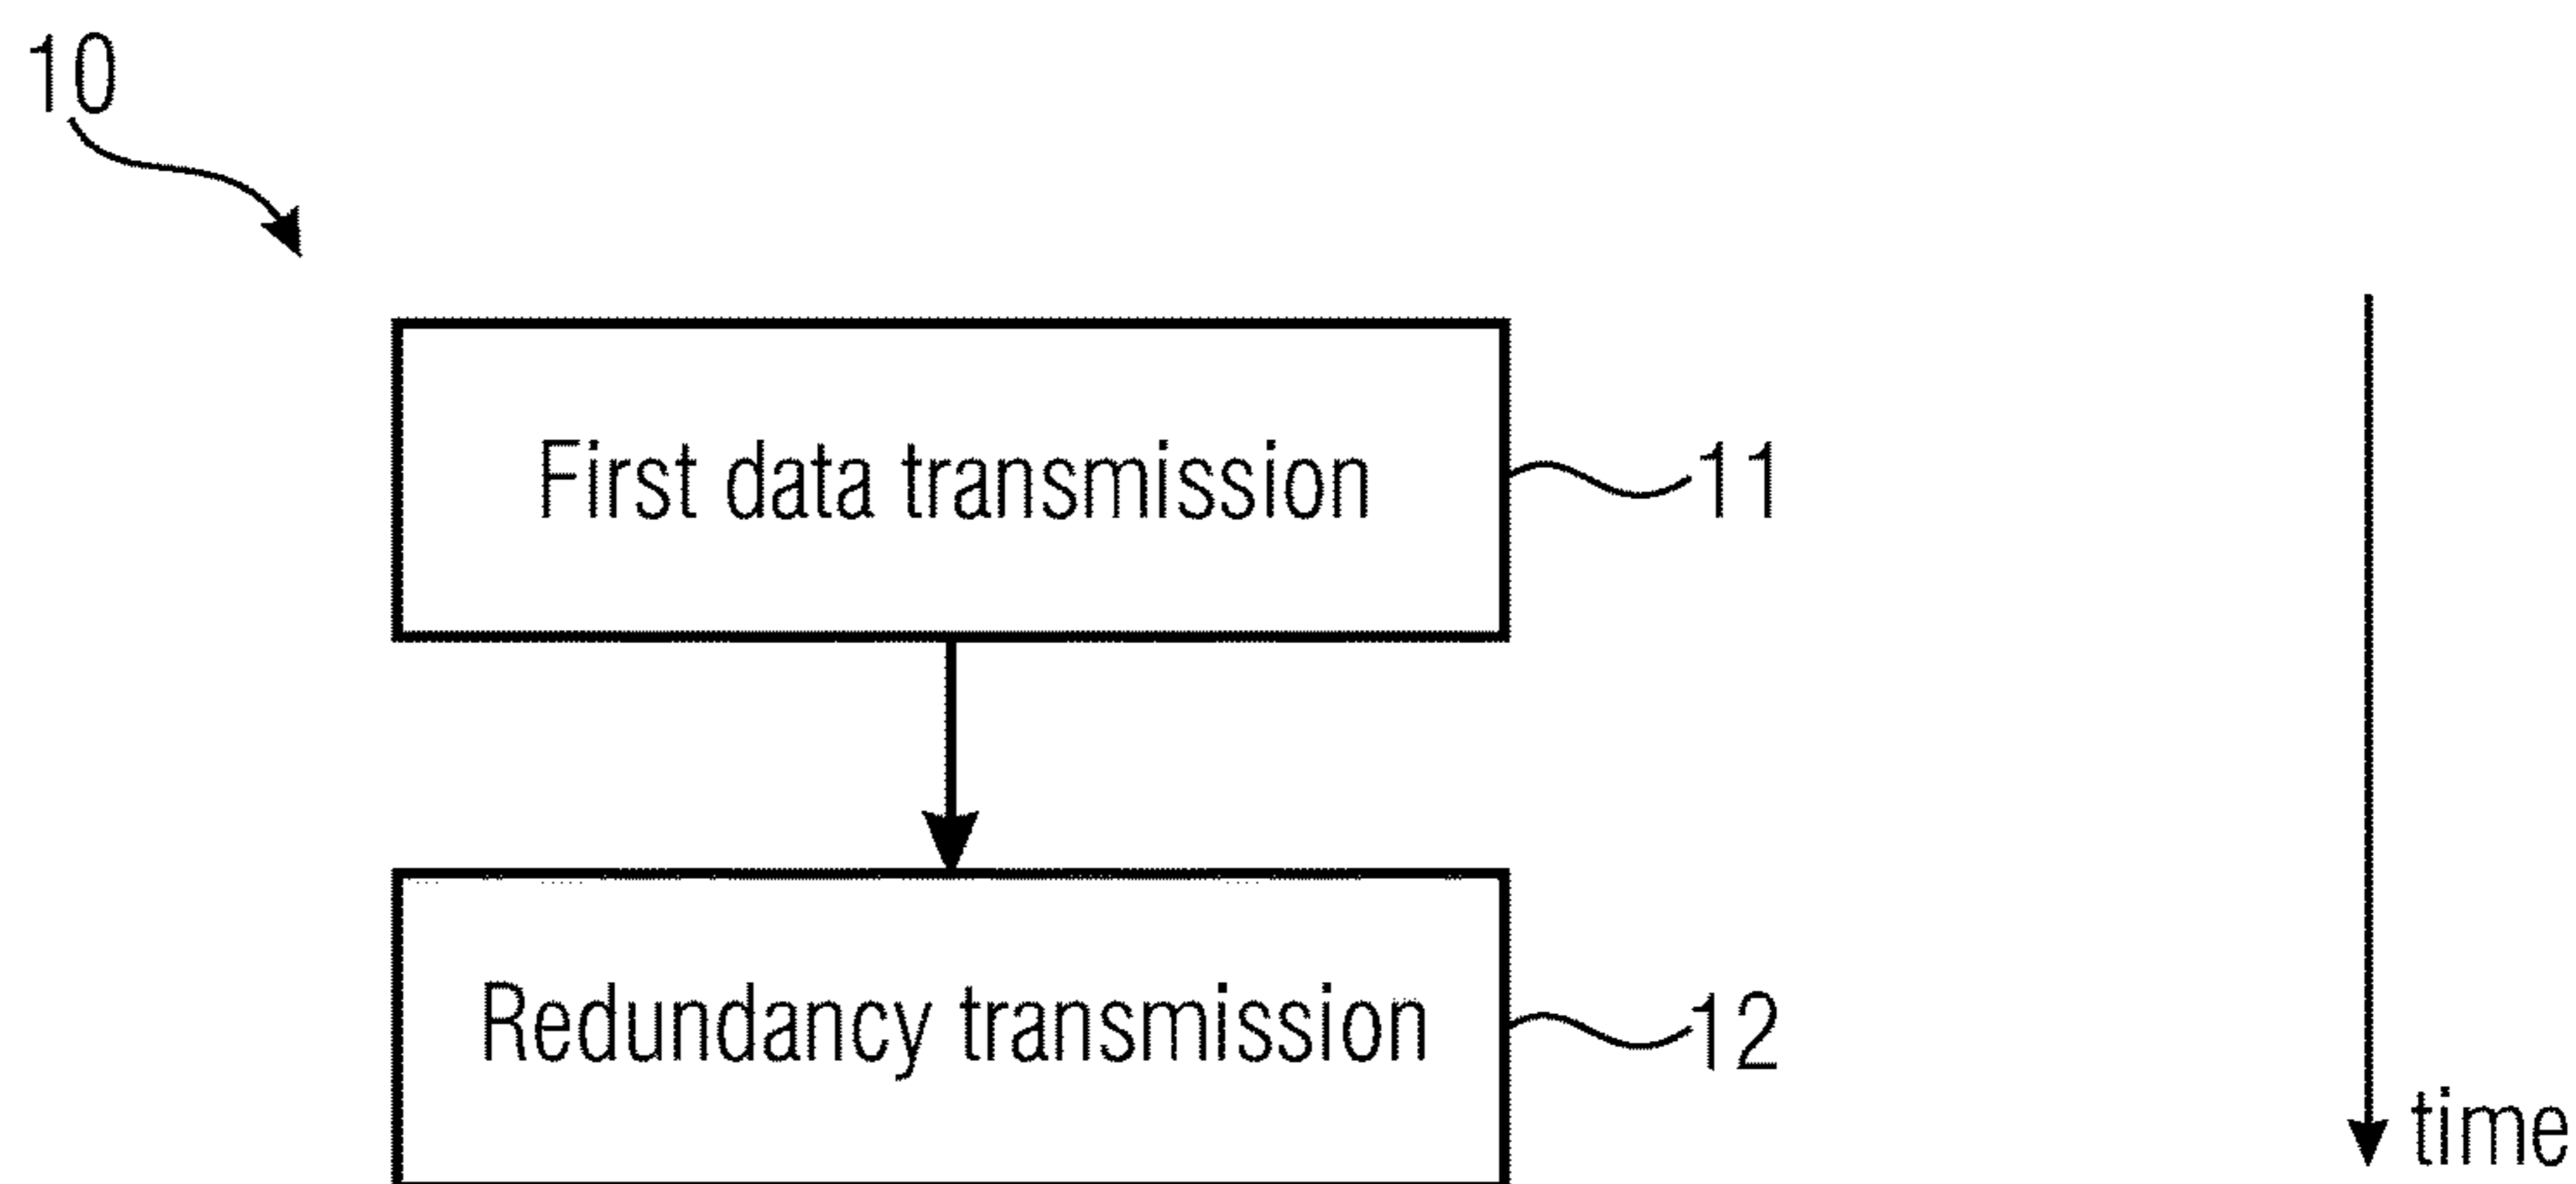 10
First data transmission
11
Redundancy transmission
12
time